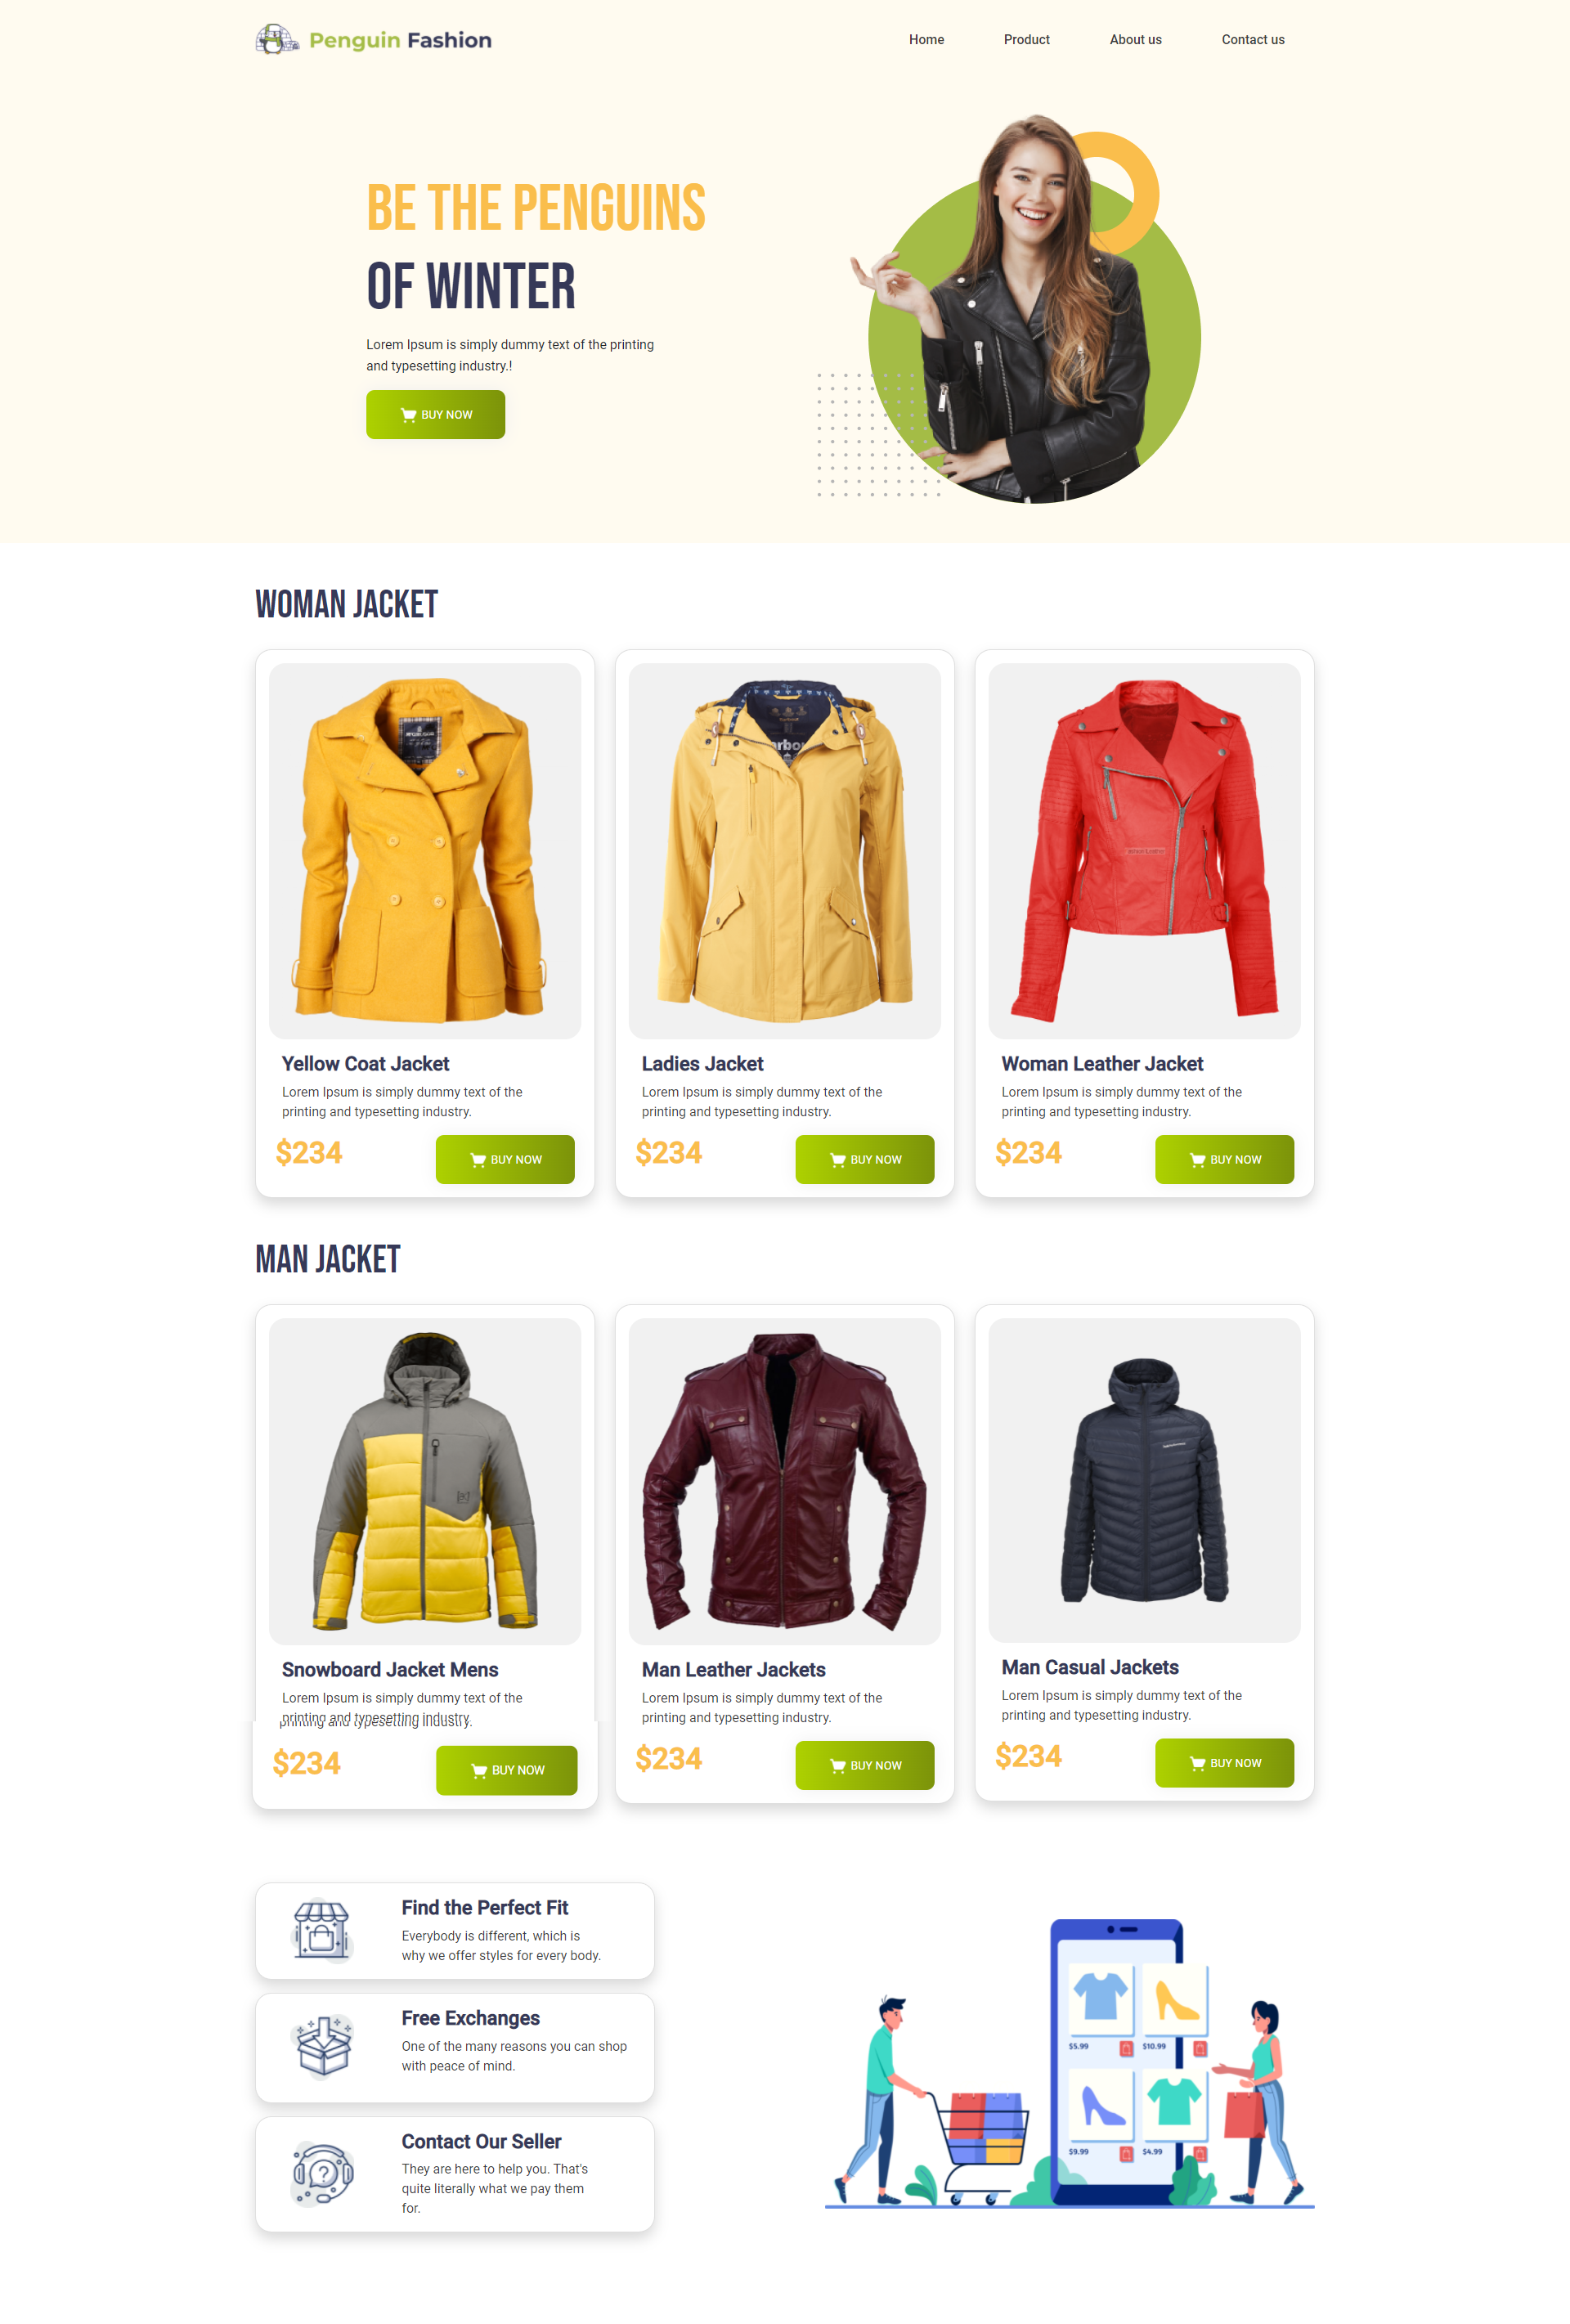 Penguin Fashion
Home
Product
About us
Contact us
BE THE PENGUINS
OF WINTER
Lorem Ipsum is simply dummy text of the printing
and typesetting industry.!
BUY NOW
WOMAN JACKET
Yellow Coat Jacket
Lorem Ipsum is simply dummy text of the
printing and typesetting industry.
$234
BUY NOW
Ladies Jacket
Lorem Ipsum is simply dummy text of the
printing and typesetting industry.
$234
BUY NOW
Woman Leather Jacket
Lorem Ipsum is simply dummy text of the
printing and typesetting industry.
$234
BUY NOW
MAN JACKET
Snowboard Jacket Mens
Lorem Ipsum is simply dummy text of the
printing and typesetting industry.
printing and typesetting industry.
$234
BUY NOW
Man Leather Jackets
Lorem Ipsum is simply dummy text of the
printing and typesetting industry.
$234
BUY NOW
Man Casual Jackets
Lorem Ipsum is simply dummy text of the
printing and typesetting industry.
$234
BUY NOW
Find the Perfect Fit
Everybody is different, which is
why we offer styles for every body.
Free Exchanges
One of the many reasons you can shop
with peace of mind.
Contact Our Seller
They are here to help you. That's
quite literally what we pay them
for.
$5.99
$10.99
$9.99
$4.99